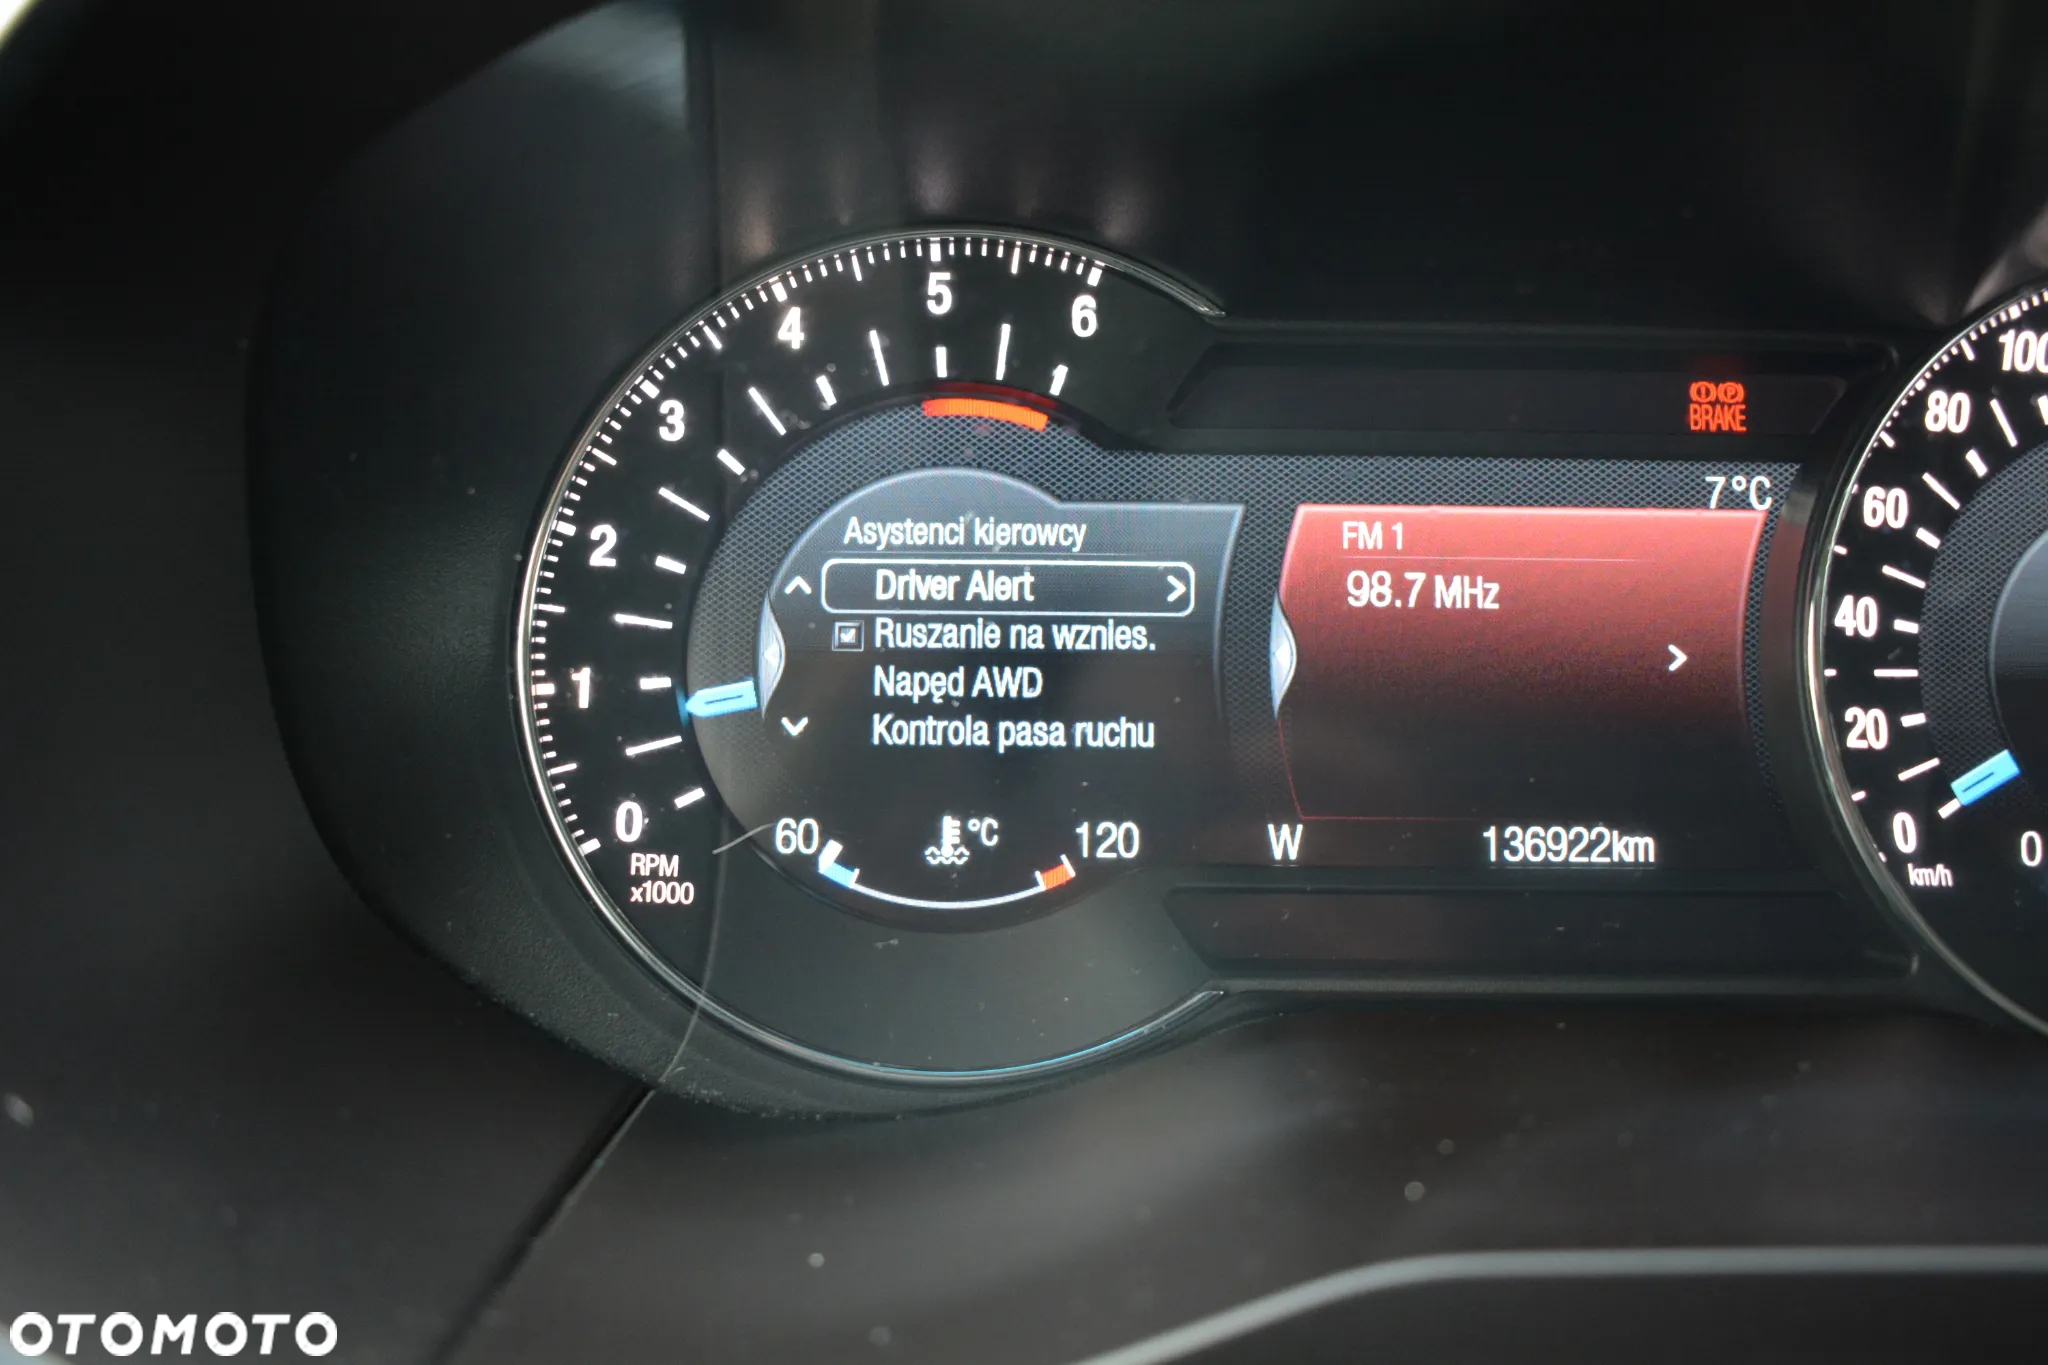 6
5
4
3
2
1
0
RPM
x1000
Asystenci kierowcy
Driver Alert
Ruszanie na wznies.
Napęd AWD
Kontrola pasa ruchu
60 °C 120
BRAKE
7°C
FM 1
98.7 MHz
W 136922km
100
80
60
40
20
0
km/h
0
OTOMOTO